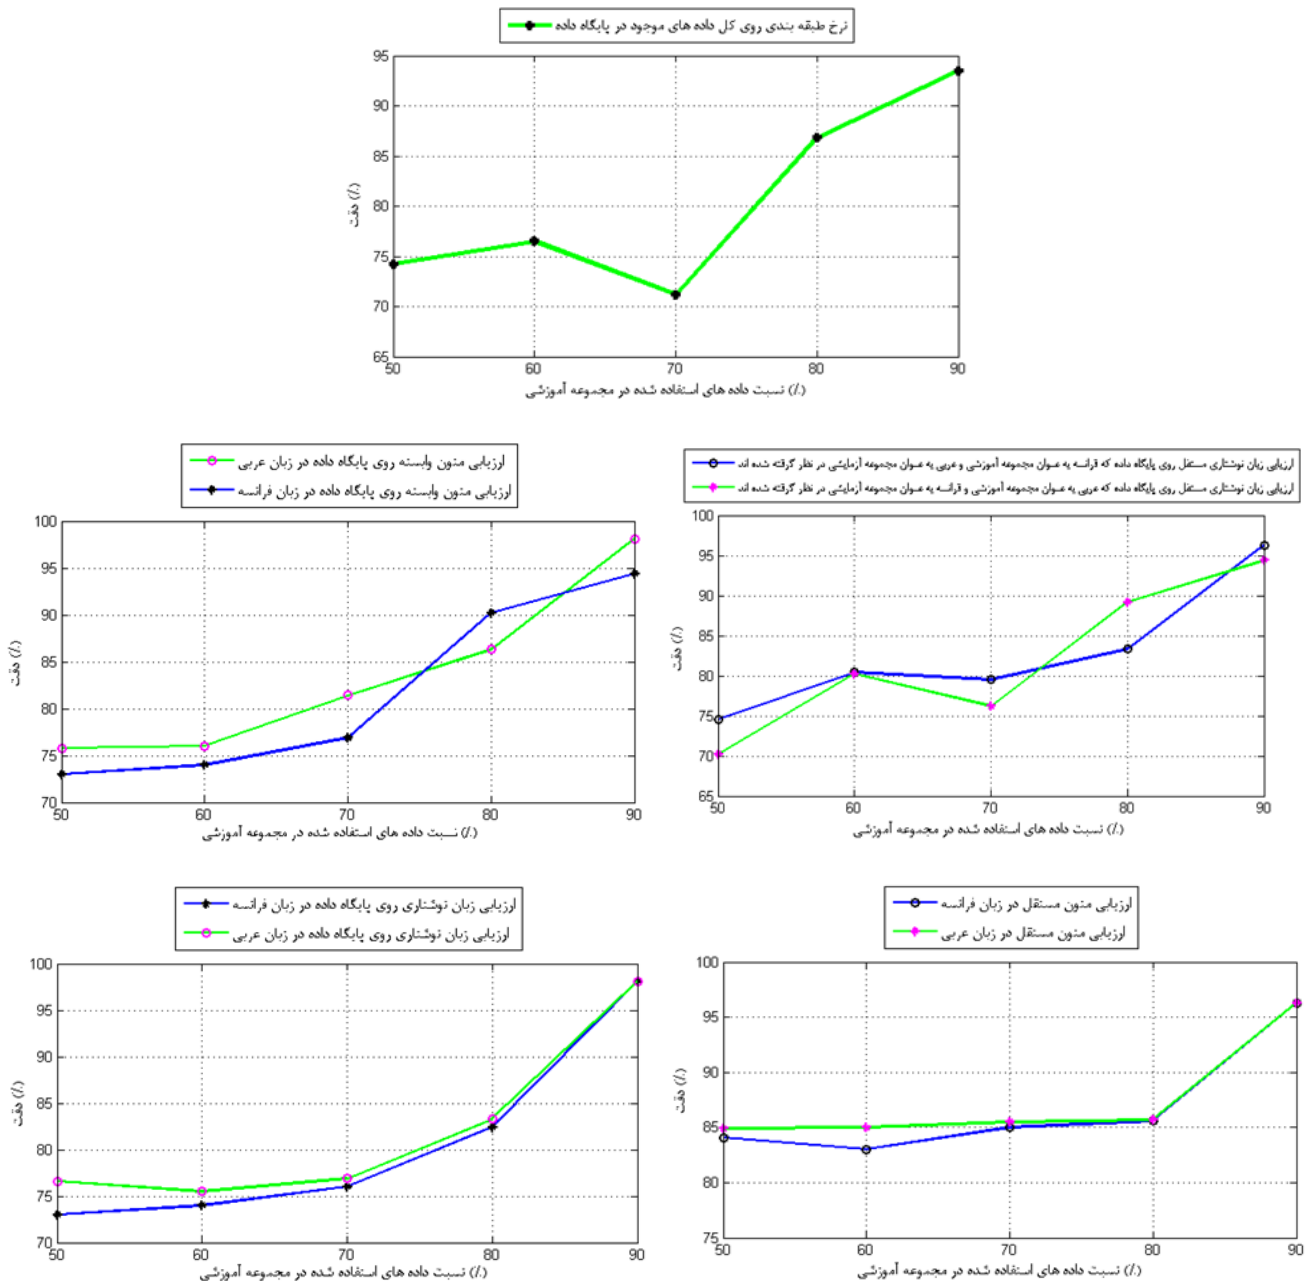 نرخ طبقه بندی روی کل داده های موجود در پایگاه داده
95
90
85
80
75
70
65
دقت (٪)
50 60 70 80 90
نسبت داده های استفاده شده در مجموعه آموزشی (٪)
ارزیابی متون وابسته روی پایگاه داده در زبان عربی
ارزیابی متون وابسته روی پایگاه داده در زبان فرانسه
100
95
90
85
80
75
70
دقت (٪)
50 60 70 80 90
نسبت داده های استفاده شده در مجموعه آموزشی (٪)
ارزیابی زبان نوشتاری مستقل روی پایگاه داده که فرانسه به عنوان مجموعه آموزشی و عربی به عنوان مجموعه آزمایشی در نظر گرفته شده اند
ارزیابی زبان نوشتاری مستقل روی پایگاه داده که عربی به عنوان مجموعه آموزشی و فرانسه به عنوان مجموعه آزمایشی در نظر گرفته شده اند
100
95
90
85
80
75
70
65
دقت (٪)
50 60 70 80 90
نسبت داده های استفاده شده در مجموعه آموزشی (٪)
ارزیابی زبان نوشتاری روی پایگاه داده در زبان فرانسه
ارزیابی زبان نوشتاری روی پایگاه داده در زبان عربی
100
95
90
85
80
75
70
دقت (٪)
50 60 70 80 90
نسبت داده های استفاده شده در مجموعه آموزشی (٪)
ارزیابی متون مستقل در زبان فرانسه
ارزیابی متون مستقل در زبان عربی
100
95
90
85
80
75
دقت (٪)
50 60 70 80 90
نسبت داده های استفاده شده در مجموعه آموزشی (٪)